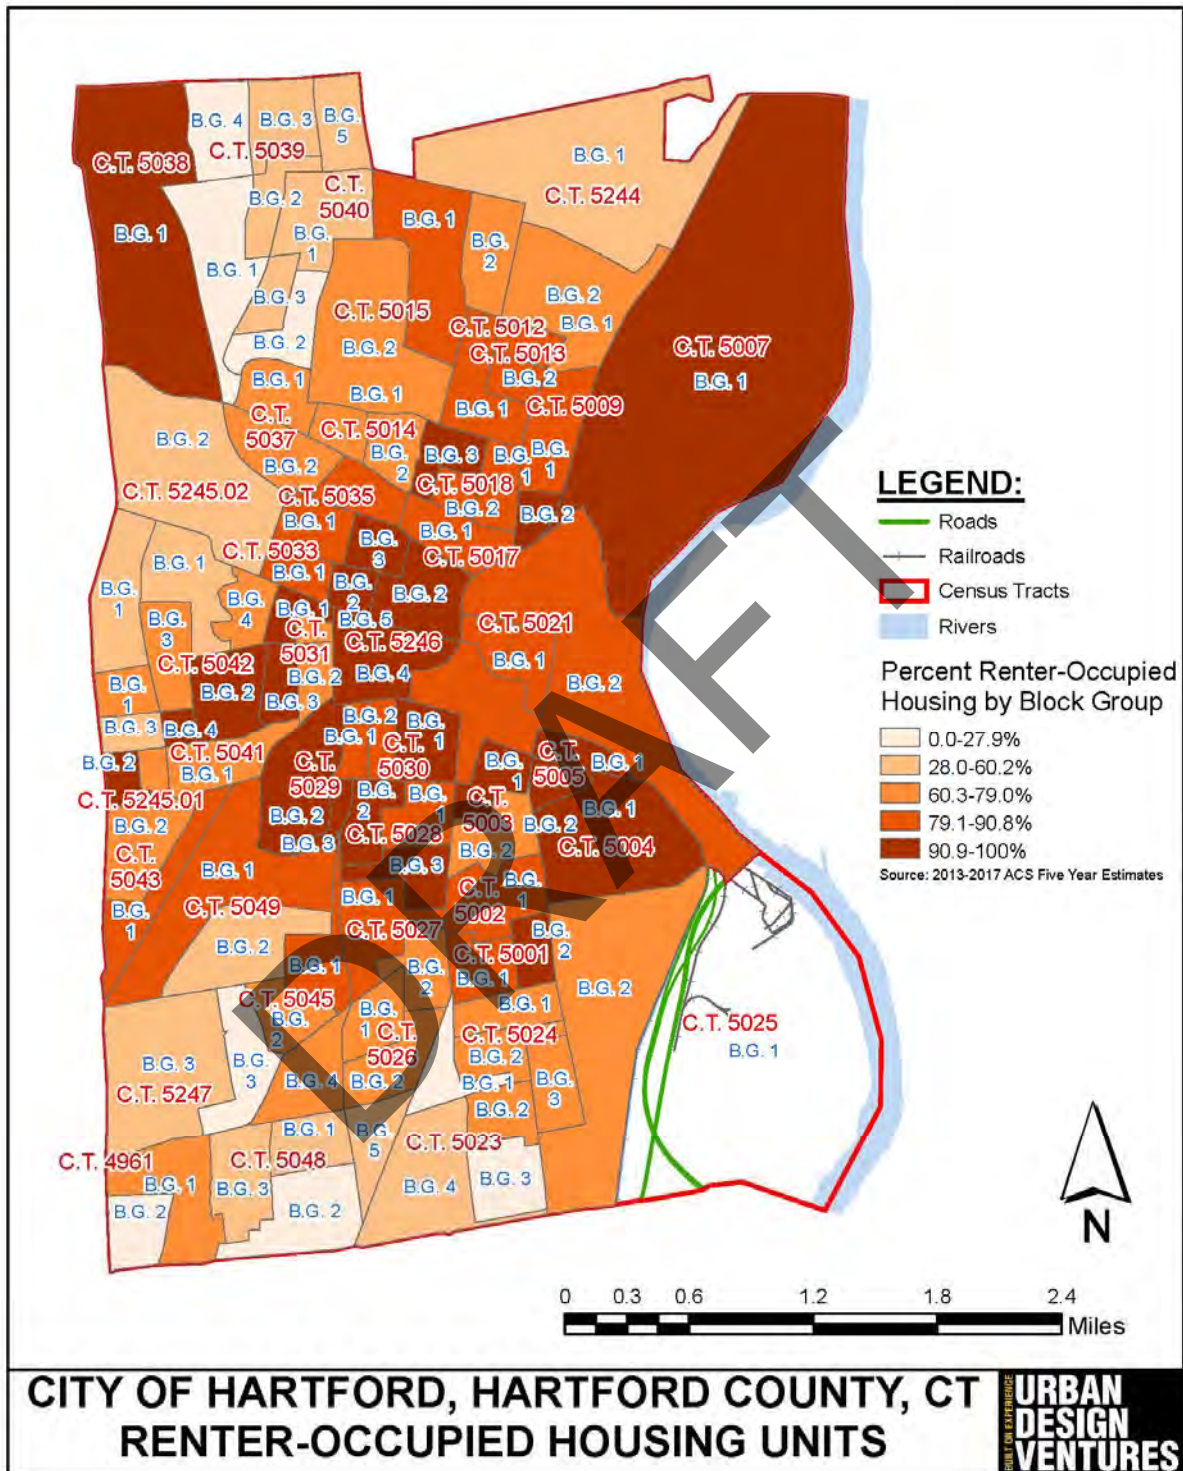 B.G. 4
B.G. 3
B.G.
5
C.T. 5038
C.T. 5039
B.G. 1
C.T. 5244
B.G. 2
C.T.
5040
B.G. 1
B.G. 1
B.G.
1
B.G.
2
B.G. 1
B.G. 3
B.G. 2
B.G. 1
C.T. 5015
C.T. 5012
C.T. 5013
C.T. 5007
B.G. 1
B.G. 2
B.G. 2
B.G. 1
B.G. 2
B.G. 1
B.G. 1
C.T. 5009
C.T.
5037
C.T. 5014
B.G. 2
B.G.
2
B.G. 3
B.G.
1
B.G.
1
B.G. 2
C.T. 5018
C.T. 5245.02
C.T. 5035
B.G. 2
B.G. 2
B.G. 1
B.G. 1
B.G.
3
C.T. 5033
C.T. 5017
B.G. 1
B.G. 1
B.G.
1
B.G.
4
B.G. 1
B.G.
2
B.G. 2
B.G. 5
B.G.
3
C.T.
5031
C.T. 5246
C.T. 5021
C.T. 5042
B.G. 2
B.G. 2
B.G. 4
B.G. 1
B.G. 2
B.G.
1
B.G. 3
B.G. 3
B.G. 4
B.G. 2
B.G. 1
B.G.
1
C.T.
5030
C.T. 5041
B.G. 2
B.G. 1
C.T.
5029
B.G.
1
C.T.
5005
B.G. 1
C.T. 5245.01
B.G. 2
B.G. 2
B.G.
2
B.G.
1
C.T.
5003
B.G. 2
B.G. 1
C.T. 5028
C.T. 5004
B.G. 3
B.G. 3
B.G. 2
C.T.
5043
B.G. 1
B.G. 1
B.G.
1
C.T.
5002
B.G.
1
C.T. 5049
C.T. 5027
B.G. 2
B.G.
2
C.T. 5001
B.G. 1
B.G. 1
B.G.
2
B.G. 2
C.T. 5045
B.G. 1
B.G.
2
B.G.
1
C.T.
5026
C.T. 5024
C.T. 5025
B.G. 1
B.G. 3
B.G.
3
B.G. 4
B.G. 2
B.G. 2
B.G. 1
B.G. 2
B.G.
3
C.T. 5247
B.G. 1
B.G.
5
C.T. 5023
C.T. 4961
C.T. 5048
B.G. 1
B.G. 3
B.G. 4
B.G. 3
B.G. 2
B.G. 2
DRAFT
LEGEND:
Roads
Railroads
Census Tracts
Rivers
Percent Renter-Occupied
Housing by Block Group
0.0-27.9%
28.0-60.2%
60.3-79.0%
79.1-90.8%
90.9-100%
Source: 2013-2017 ACS Five Year Estimates
N
0 0.3 0.6 1.2 1.8 2.4
Miles
CITY OF HARTFORD, HARTFORD COUNTY, CT
RENTER-OCCUPIED HOUSING UNITS
BUILT ON EXPERIENCE
URBAN
DESIGN
VENTURES